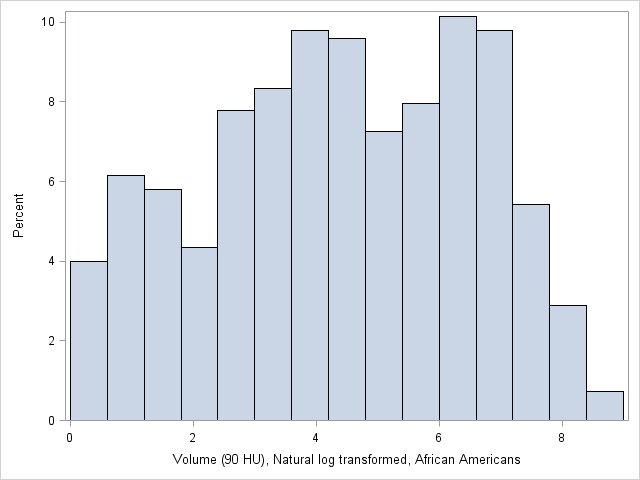 10
8
6
4
2
0
Percent
0 2 4 6 8
Volume (90 HU), Natural log transformed, African Americans